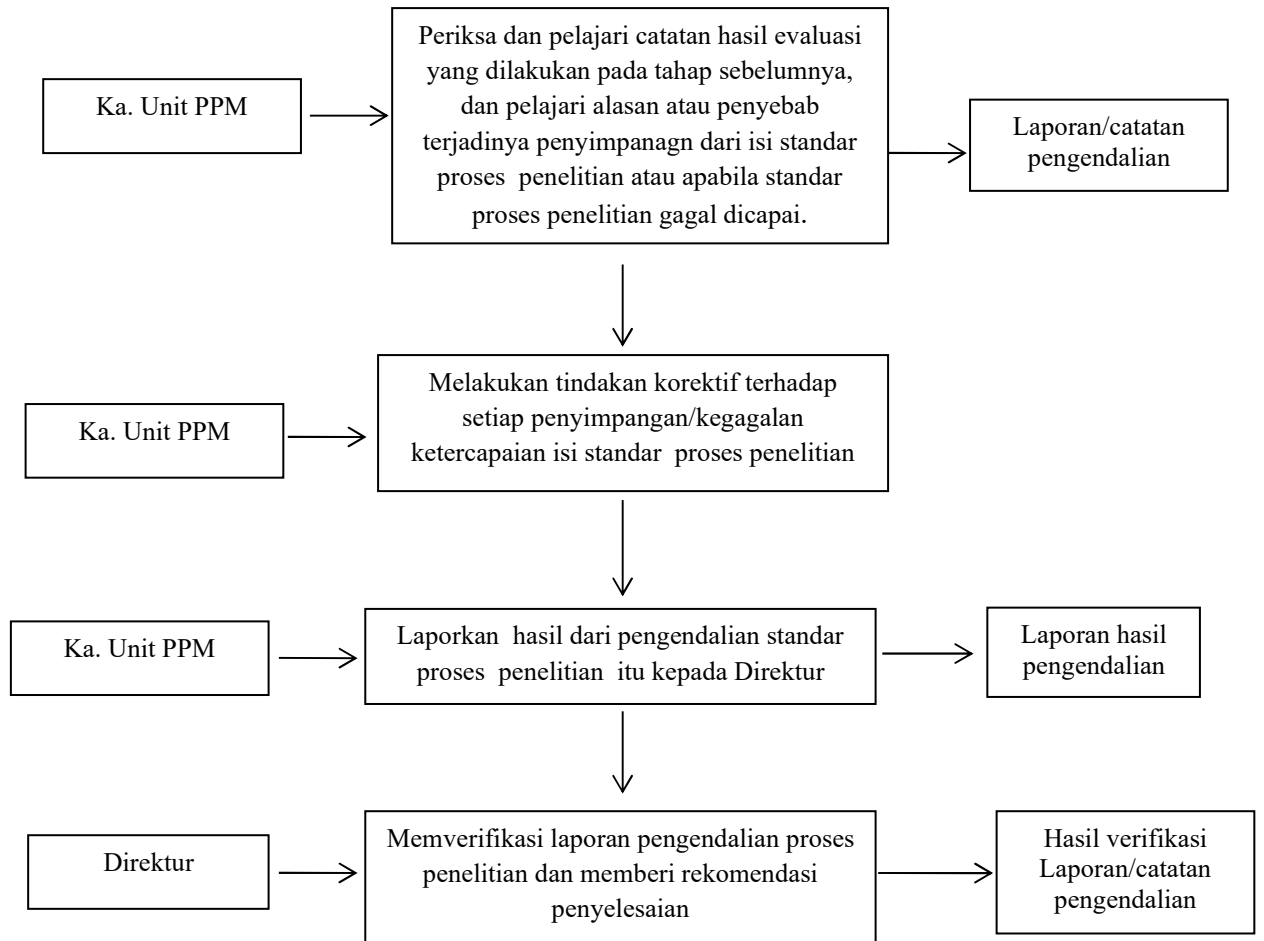 Ka. Unit PPM
Periksa dan pelajari catatan hasil evaluasi
yang dilakukan pada tahap sebelumnya,
dan pelajari alasan atau penyebab
terjadinya penyimpanagn dari isi standar
proses penelitian atau apabila standar
proses penelitian gagal dicapai.
Laporan/catatan
pengendalian
Ka. Unit PPM
Melakukan tindakan korektif terhadap
setiap penyimpangan/kegagalan
ketercapaian isi standar proses penelitian
Ka. Unit PPM
Laporkan hasil dari pengendalian standar
proses penelitian itu kepada Direktur
Laporan hasil
pengendalian
Direktur
Memverifikasi laporan pengendalian proses
penelitian dan memberi rekomendasi
penyelesaian
Hasil verifikasi
Laporan/catatan
pengendalian